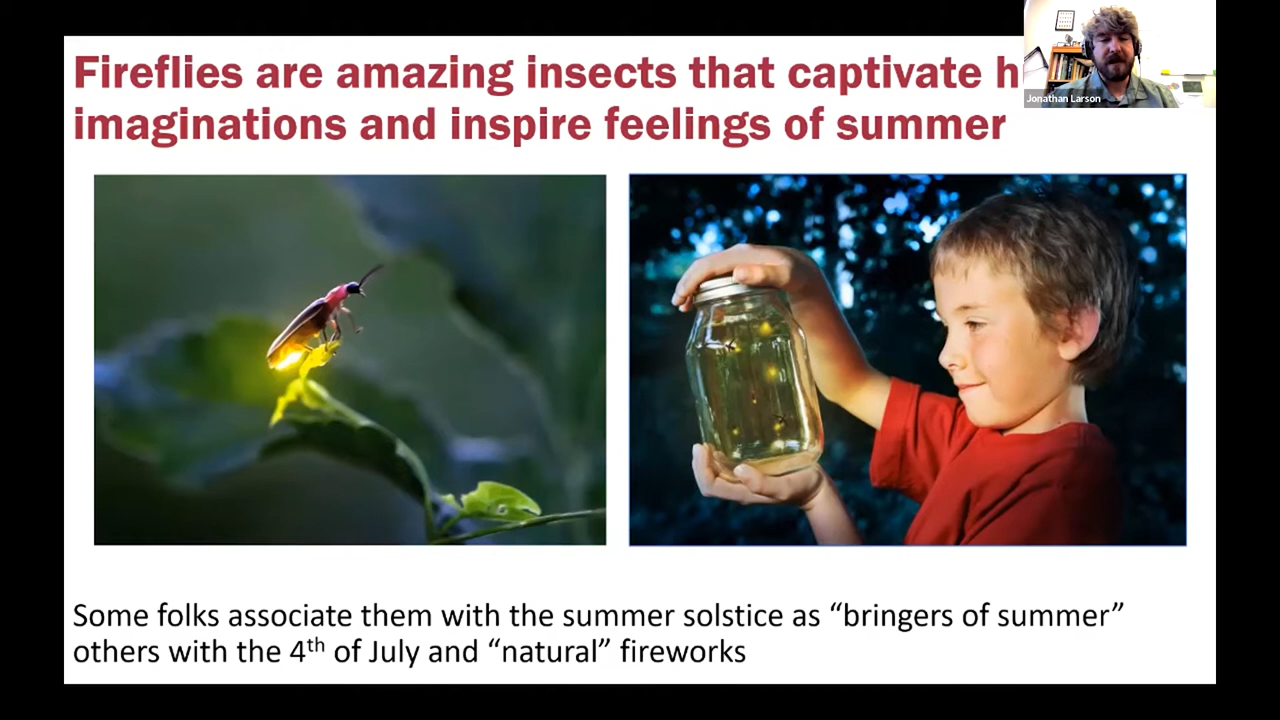 Fireflies are amazing insects that captivate h
imaginations and inspire feelings of summer
Jonathan Larson
Some folks associate them with the summer solstice as “bringers of summer”
others with the 4th of July and “natural” fireworks